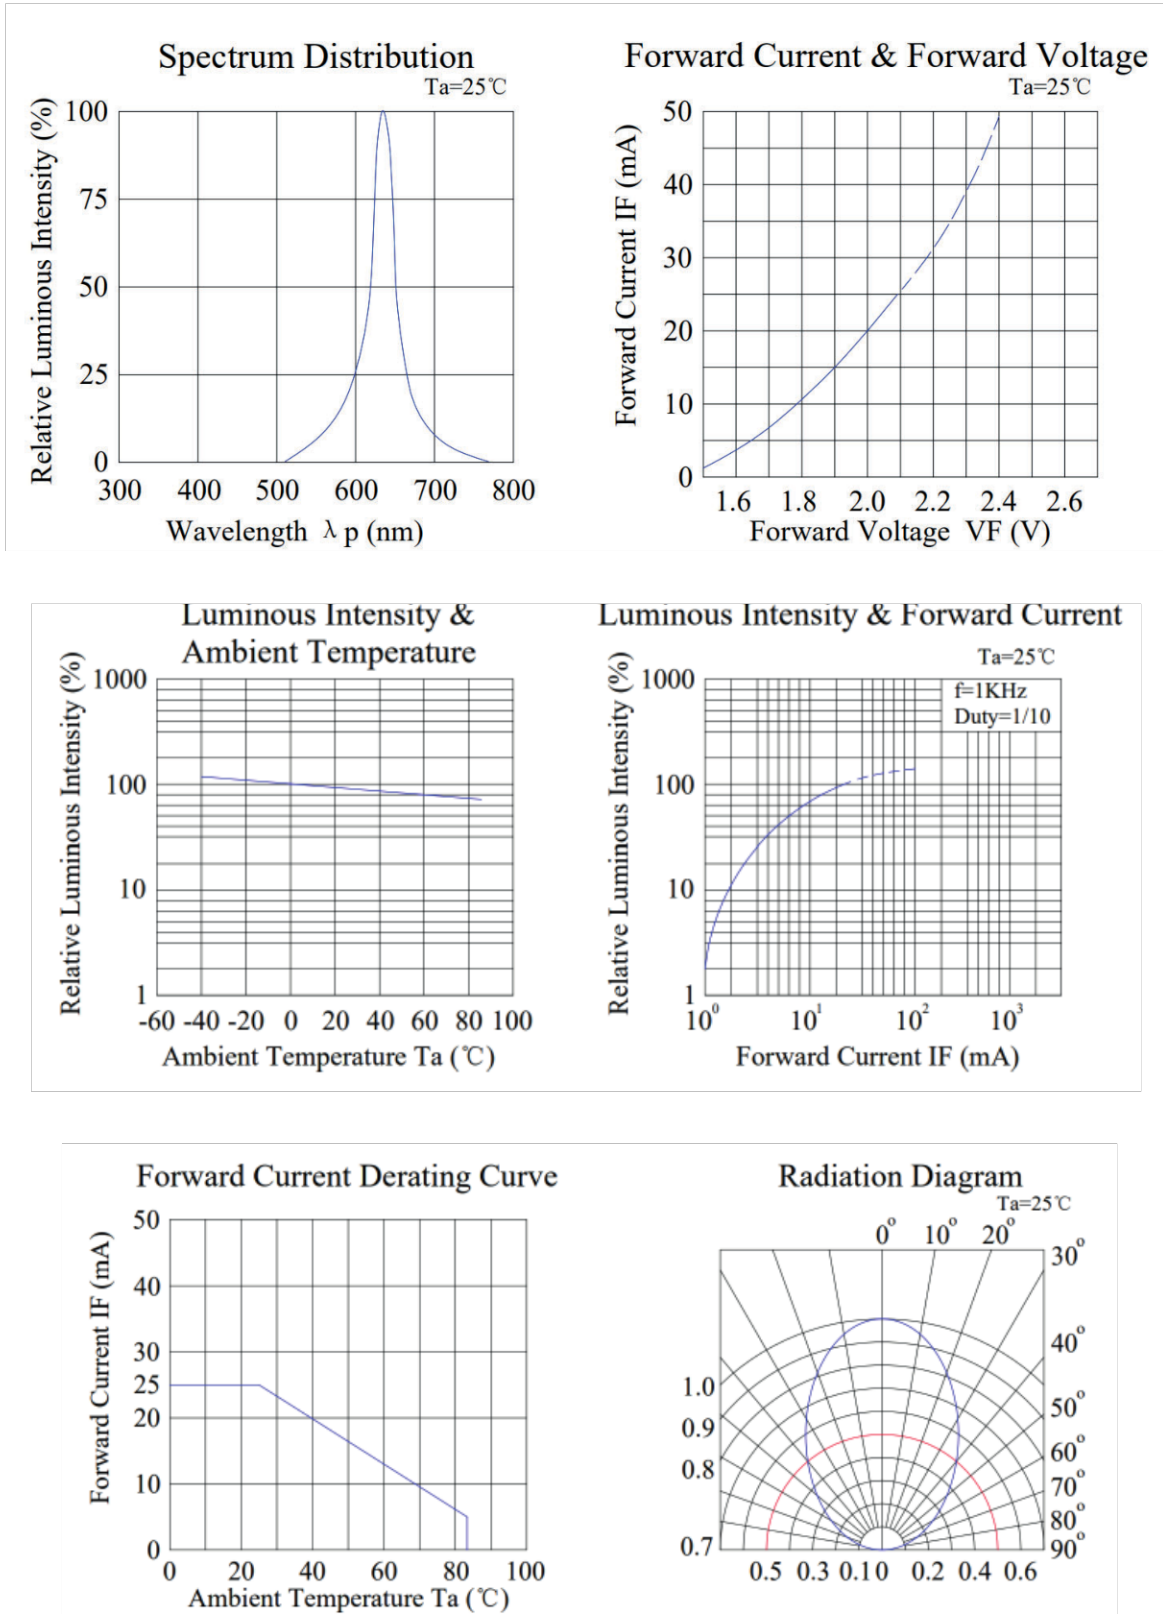 Spectrum Distribution
Ta=25℃
Relative Luminous Intensity (%)
100
75
50
25
0
300 400 500 600 700 800
Wavelength λ p (nm)
Forward Current & Forward Voltage
Ta=25℃
Forward Current IF (mA)
50
40
30
20
10
0
1.6 1.8 2.0 2.2 2.4 2.6
Forward Voltage VF (V)
Luminous Intensity &
Ambient Temperature
Relative Luminous Intensity (%)
1000
100
10
1
-60 -40 -20 0 20 40 60 80 100
Ambient Temperature Ta (℃)
Luminous Intensity & Forward Current
Ta=25℃
f=1KHz
Duty=1/10
Relative Luminous Intensity (%)
1000
100
10
1
10⁰ 10¹ 10² 10³
Forward Current IF (mA)
Forward Current Derating Curve
Forward Current IF (mA)
50
40
30
25
20
10
0
0 20 40 60 80 100
Ambient Temperature Ta (℃)
Radiation Diagram
Ta=25℃
0° 10° 20°
30°
40°
50°
60°
70°
80°
90°
1.0
0.9
0.8
0.7
0.5 0.3 0.1 0 0.2 0.4 0.6